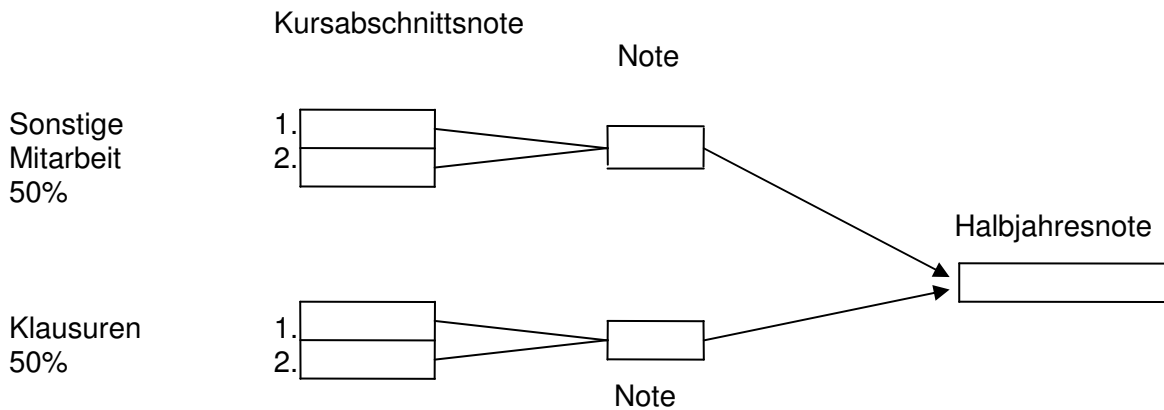 Kursabschnittsnote
Note
Sonstige
Mitarbeit
50%
1.
2.
Halbjahresnote
Klausuren
50%
1.
2.
Note